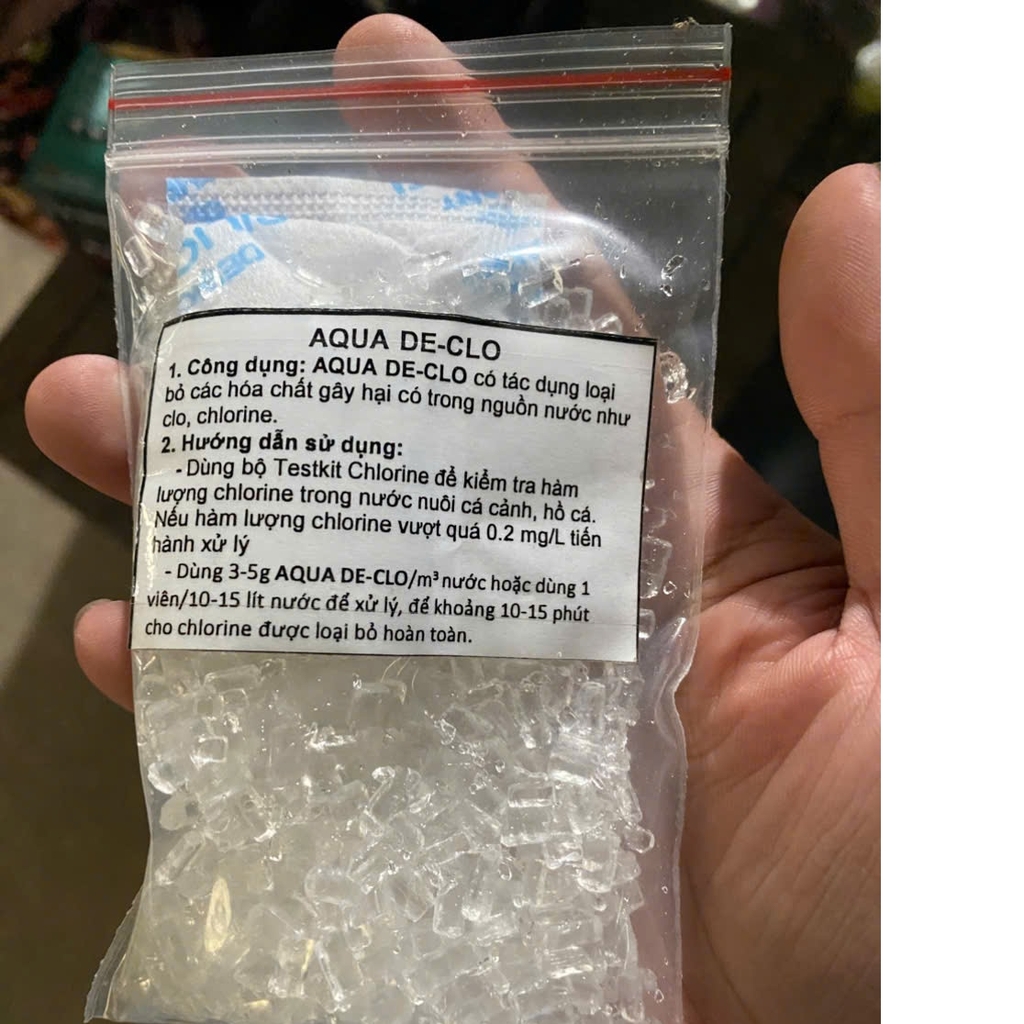 AQUA DE-CLO
1. Công dụng: AQUA DE-CLO có tác dụng loại
bỏ các hóa chất gây hại có trong nguồn nước như
clo, chlorine.
2. Hướng dẫn sử dụng:
- Dùng bộ Testkit Chlorine để kiểm tra hàm
lượng chlorine trong nước nuôi cá cảnh, hồ cá.
Nếu hàm lượng chlorine vượt quá 0.2 mg/L tiến
hành xử lý
- Dùng 3-5g AQUA DE-CLO/m³ nước hoặc dùng 1
viên/10-15 lít nước để xử lý, để khoảng 10-15 phút
cho chlorine được loại bỏ hoàn toàn.